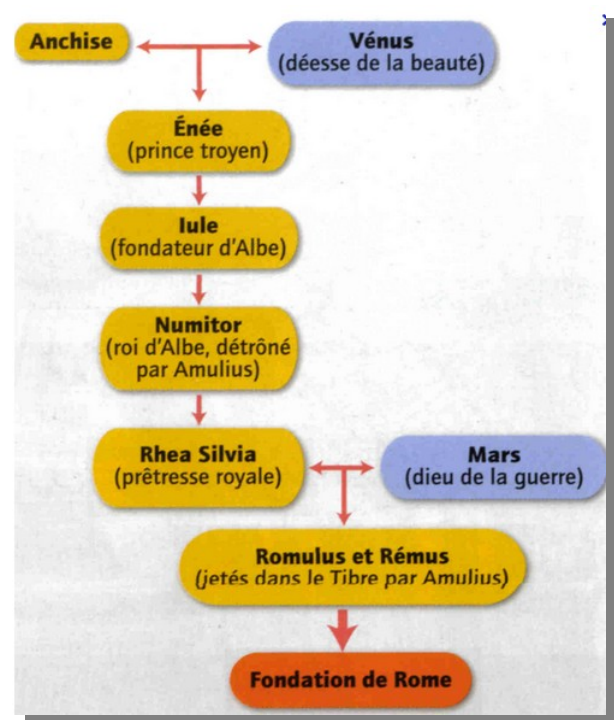 Anchise
Vénus
(déesse de la beauté)
Énée
(prince troyen)
Iule
(fondateur d'Albe)
Numitor
(roi d'Albe, détrôné
par Amulius)
Rhea Silvia
(prêtresse royale)
Mars
(dieu de la guerre)
Romulus et Rémus
(jetés dans le Tibre par Amulius)
Fondation de Rome